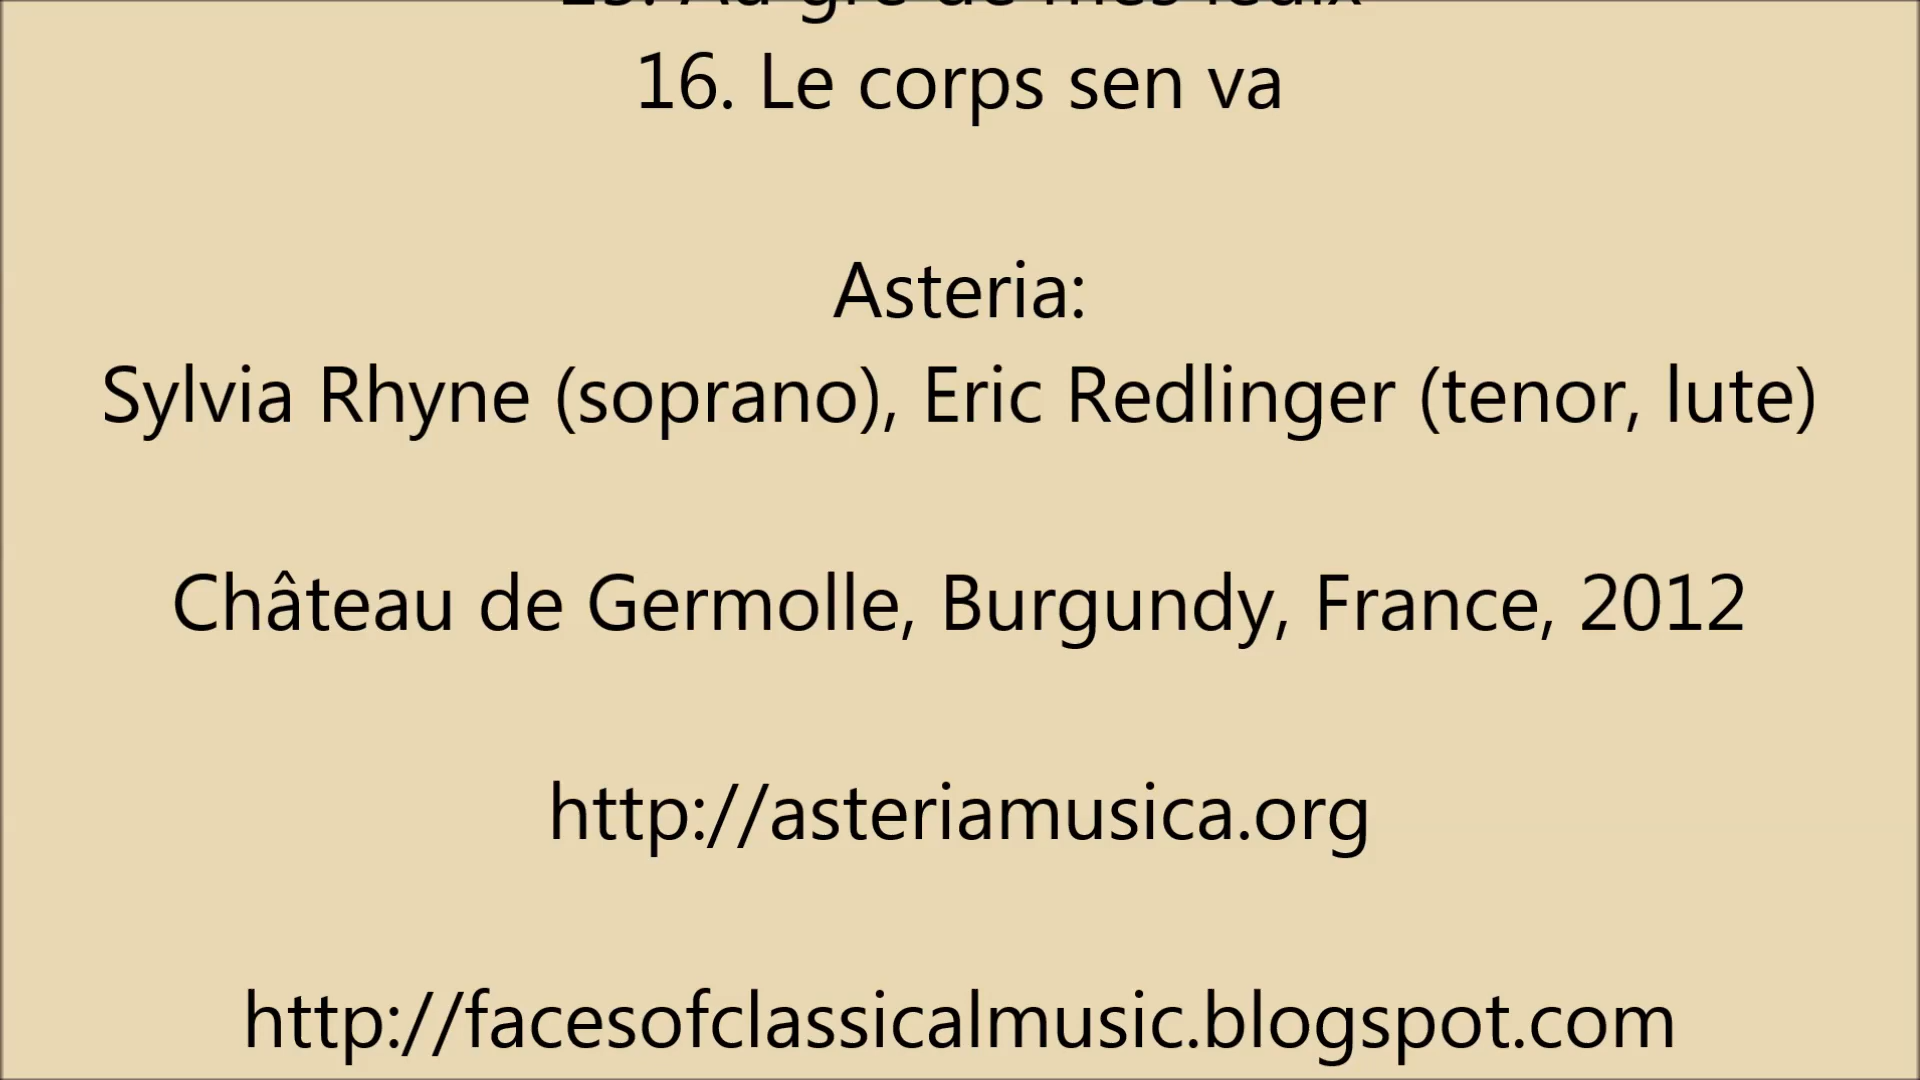 16. Le corps sen va
Asteria:
Sylvia Rhyne (soprano), Eric Redlinger (tenor, lute)
Château de Germolle, Burgundy, France, 2012
http://asteriamusica.org
http://facesofclassicalmusic.blogspot.com